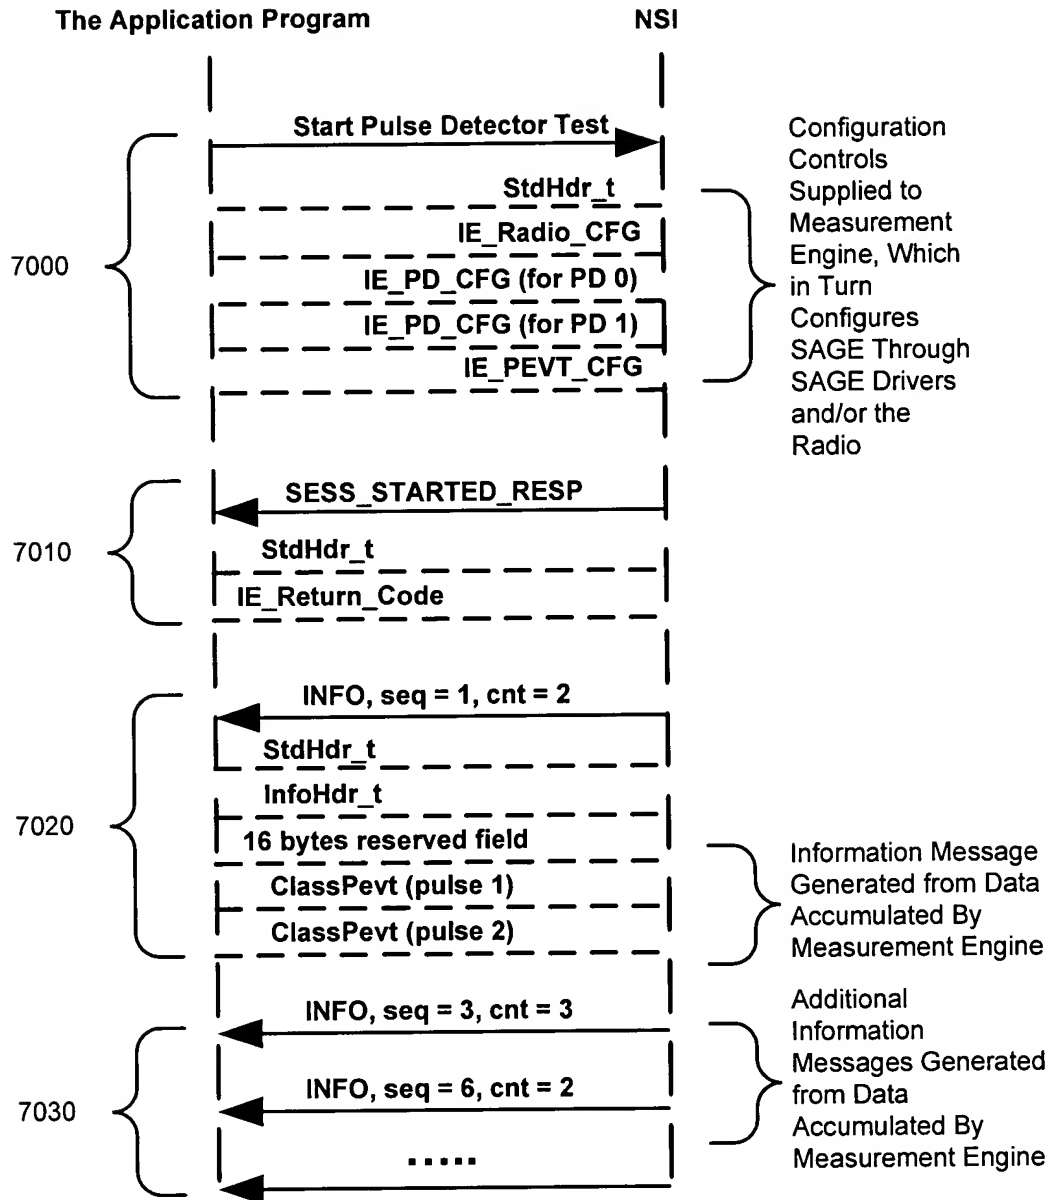 The Application Program
NSI
Start Pulse Detector Test
StdHdr_t
IE_Radio_CFG
IE_PD_CFG (for PD 0)
IE_PD_CFG (for PD 1)
IE_PEVT_CFG
7000
Configuration
Controls
Supplied to
Measurement
Engine, Which
in Turn
Configures
SAGE Through
SAGE Drivers
and/or the
Radio
SESS_STARTED_RESP
StdHdr_t
IE_Return_Code
7010
INFO, seq = 1, cnt = 2
StdHdr_t
InfoHdr_t
16 bytes reserved field
ClassPevt (pulse 1)
ClassPevt (pulse 2)
7020
Information Message
Generated from Data
Accumulated By
Measurement Engine
INFO, seq = 3, cnt = 3
INFO, seq = 6, cnt = 2
.....
7030
Additional
Information
Messages Generated
from Data
Accumulated By
Measurement Engine